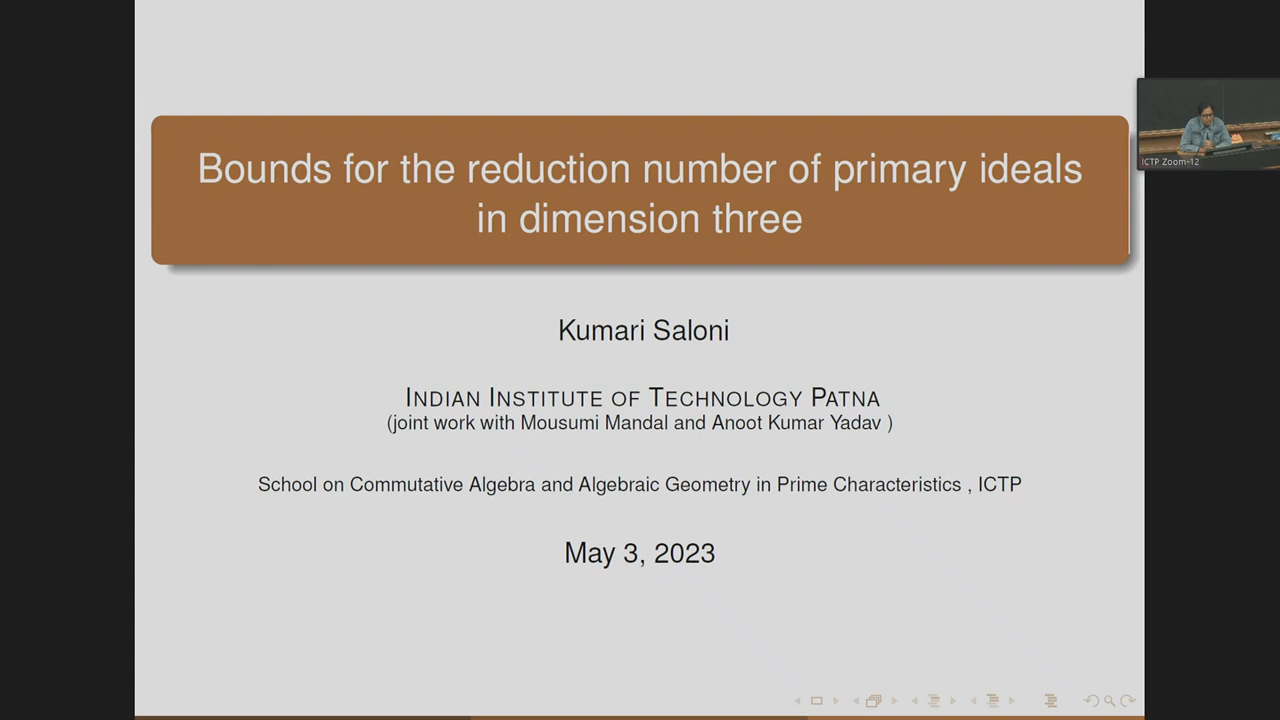 Bounds for the reduction number of primary ideals
in dimension three
ICTP Zoom-12
Kumari Saloni
INDIAN INSTITUTE OF TECHNOLOGY PATNA
(joint work with Mousumi Mandal and Anoot Kumar Yadav )
School on Commutative Algebra and Algebraic Geometry in Prime Characteristics , ICTP
May 3, 2023